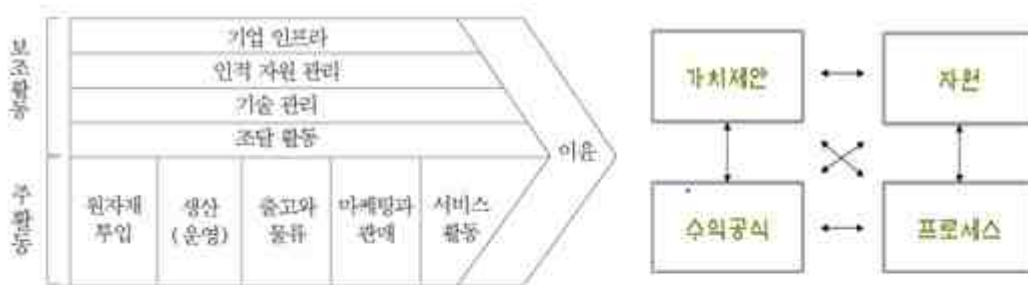 보조활동
기업 인프라
인적 자원 관리
기술 관리
조달 활동
이윤
주활동
원자재
투입
생산
(운영)
출고와
물류
마케팅과
판매
서비스
활동
가치제안
자원
수익공식
프로세스